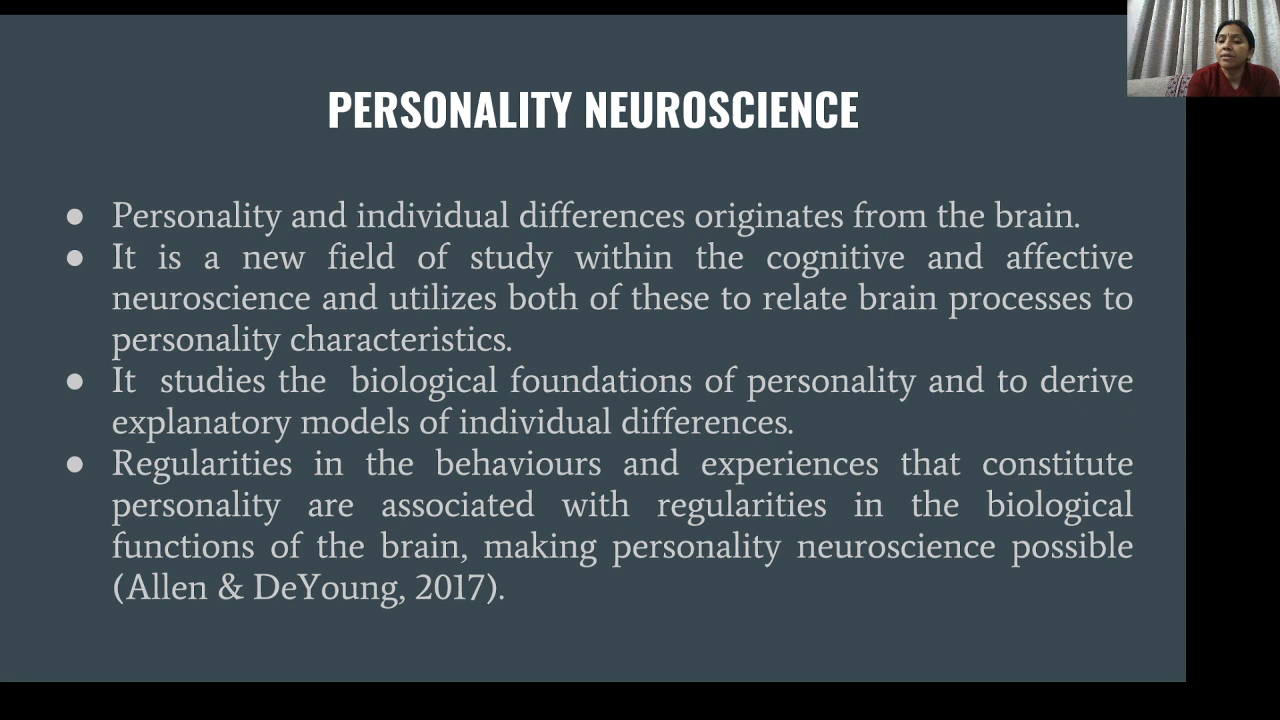 PERSONALITY NEUROSCIENCE
● Personality and individual differences originates from the brain.
● It is a new field of study within the cognitive and affective
neuroscience and utilizes both of these to relate brain processes to
personality characteristics.
● It studies the biological foundations of personality and to derive
explanatory models of individual differences.
● Regularities in the behaviours and experiences that constitute
personality are associated with regularities in the biological
functions of the brain, making personality neuroscience possible
(Allen & DeYoung, 2017).